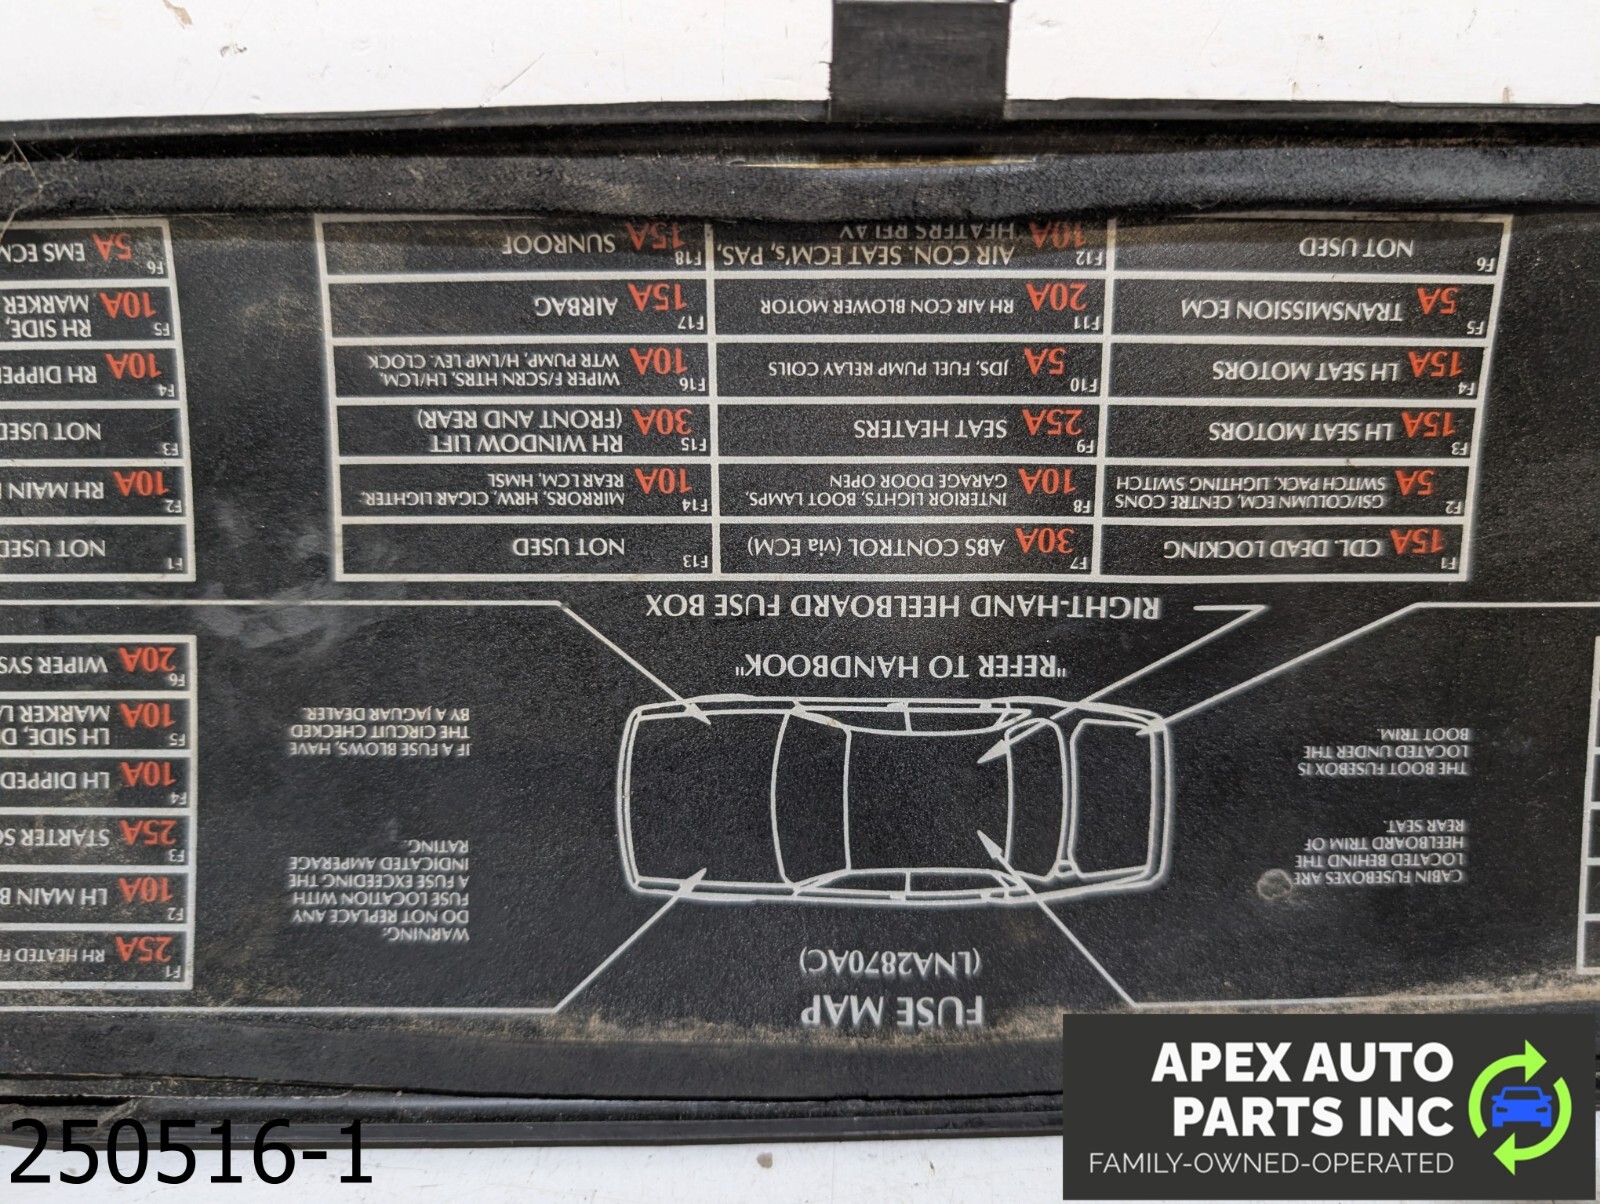 FUSE MAP
(LNA2870AC)
CABIN FUSEBOXES ARE
LOCATED BEHIND THE
HEELBOARD TRIM OF
REAR SEAT.
THE BOOT FUSEBOX IS
LOCATED UNDER THE
BOOT TRIM.
WARNING:
DO NOT REPLACE ANY
FUSE LOCATION WITH
A FUSE EXCEEDING THE
INDICATED AMPERAGE
RATING.
IF A FUSE BLOWS, HAVE
THE CIRCUIT CHECKED
BY A JAGUAR DEALER.
F1 25A RH HEATED
F2 10A LH MAIN
F3 25A STARTER
F4 10A LH DIPPED
F5 10A LH SIDE,
MARKER
F6 20A WIPER
"REFER TO HANDBOOK"
RIGHT-HAND HEELBOARD FUSE BOX
F1 15A CDL. DEAD LOCKING
F2 5A GSI/COLUMN ECM, CENTRE CONS
SWITCH PACK, LIGHTING SWITCH
F3 15A LH SEAT MOTORS
F4 15A LH SEAT MOTORS
F5 5A TRANSMISSION ECM
F6 NOT USED
F7 30A ABS CONTROL (via ECM)
F8 10A INTERIOR LIGHTS, BOOT LAMPS,
GARAGE DOOR OPEN
F9 25A SEAT HEATERS
F10 5A JDS, FUEL PUMP RELAY COILS
F11 20A RH AIR CON BLOWER MOTOR
F12 10A AIR CON. SEAT ECM's, PAS,
HEATERS RELAY
F13 NOT USED
F14 10A MIRRORS, HRW, CIGAR LIGHTER,
REAR LCM, HMSL
F15 30A RH WINDOW LIFT
(FRONT AND REAR)
F16 10A WIPER F/SCRN HTRS, LH/LCM,
WTR PUMP, H/LMP LEV. CLOCK
F17 15A AIRBAG
F18 15A SUNROOF
F1 NOT USED
F2 10A RH MAIN
F3 NOT USED
F4 10A RH
F5 10A RH SIDE,
MARKER
F6 5A EMS ECM
250516-1
APEX AUTO
PARTS INC
FAMILY-OWNED-OPERATED